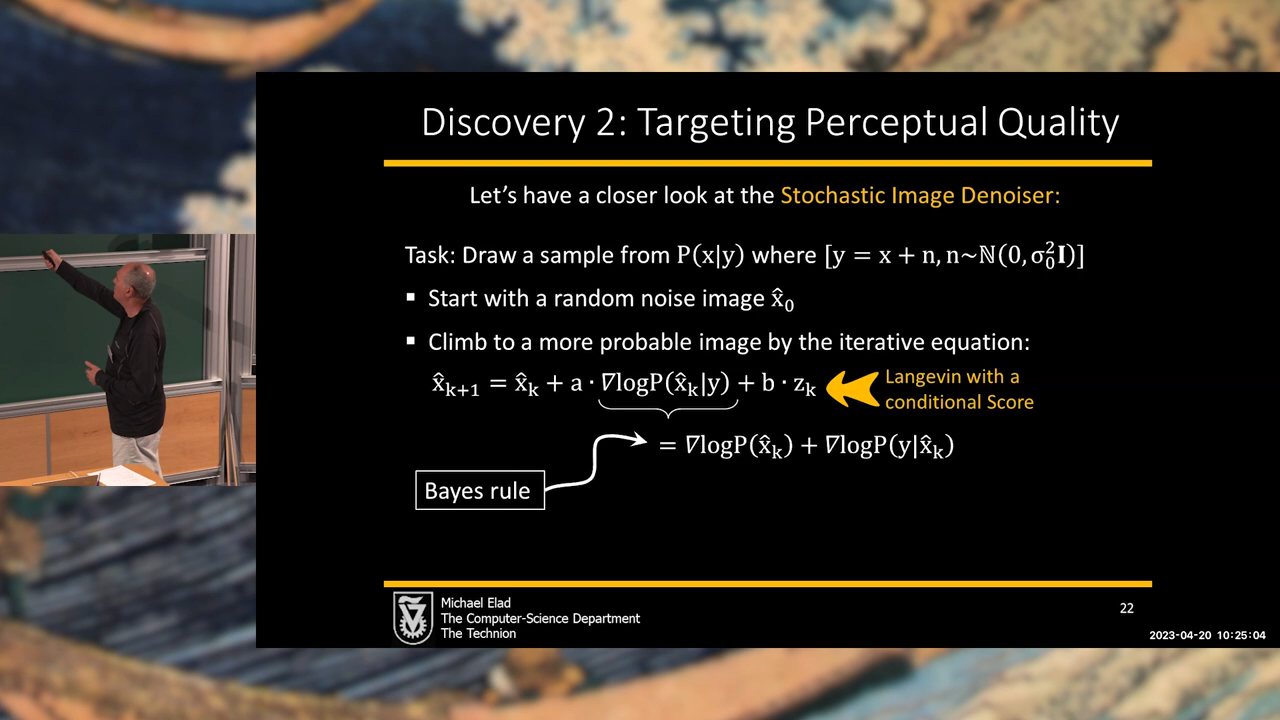 Discovery 2: Targeting Perceptual Quality
Let's have a closer look at the Stochastic Image Denoiser:
Task: Draw a sample from P(x|y) where [y = x + n, n~ℕ(0, σ₀²I)]
▪ Start with a random noise image x̂₀
▪ Climb to a more probable image by the iterative equation:
x̂ₖ₊₁ = x̂ₖ + a · ∇logP(x̂ₖ|y) + b · zₖ
Langevin with a
conditional Score
= ∇logP(x̂ₖ) + ∇logP(y|x̂ₖ)
Bayes rule
Michael Elad
The Computer-Science Department
The Technion
22
2023-04-20 10:25:04